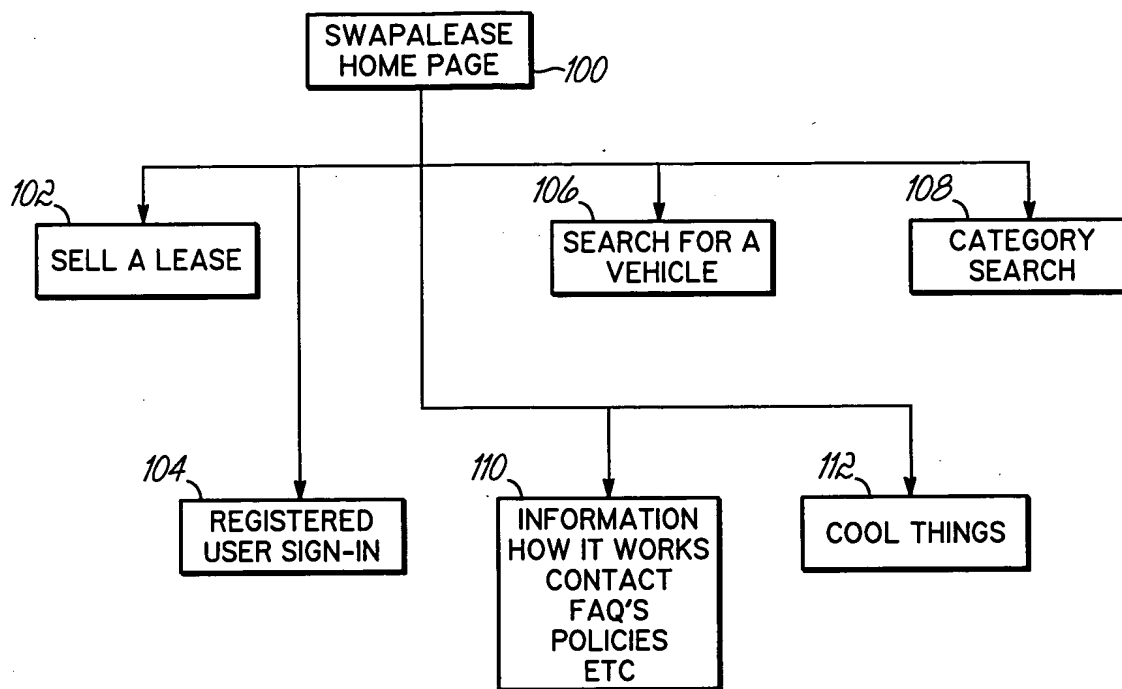 SWAPALEASE
HOME PAGE
100
102
SELL A LEASE
106
SEARCH FOR A
VEHICLE
108
CATEGORY
SEARCH
104
REGISTERED
USER SIGN-IN
110
INFORMATION
HOW IT WORKS
CONTACT
FAQ'S
POLICIES
ETC
112
COOL THINGS